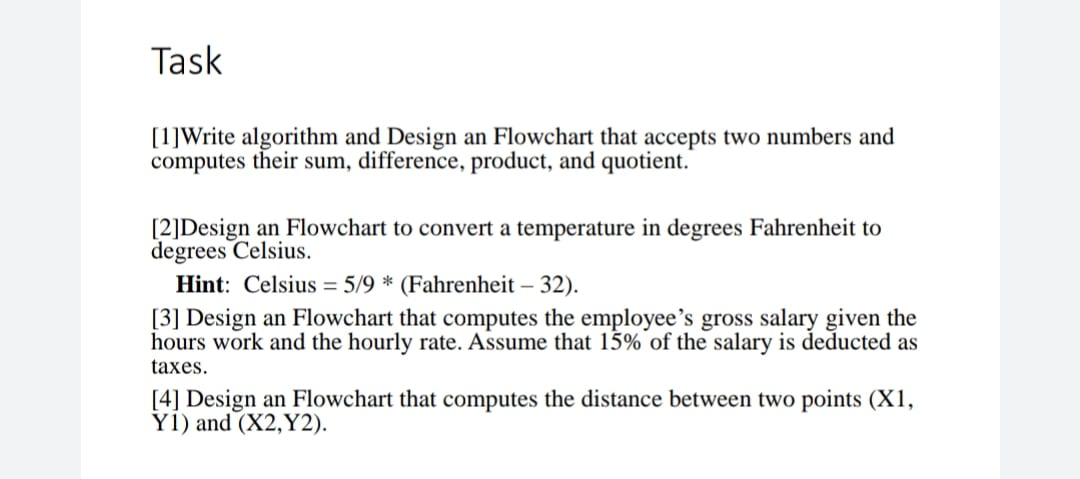 Task
[1]Write algorithm and Design an Flowchart that accepts two numbers and
computes their sum, difference, product, and quotient.
[2]Design an Flowchart to convert a temperature in degrees Fahrenheit to
degrees Celsius.
Hint: Celsius = 5/9 * (Fahrenheit – 32).
[3] Design an Flowchart that computes the employee’s gross salary given the
hours work and the hourly rate. Assume that 15% of the salary is deducted as
taxes.
[4] Design an Flowchart that computes the distance between two points (X1,
Y1) and (X2,Y2).